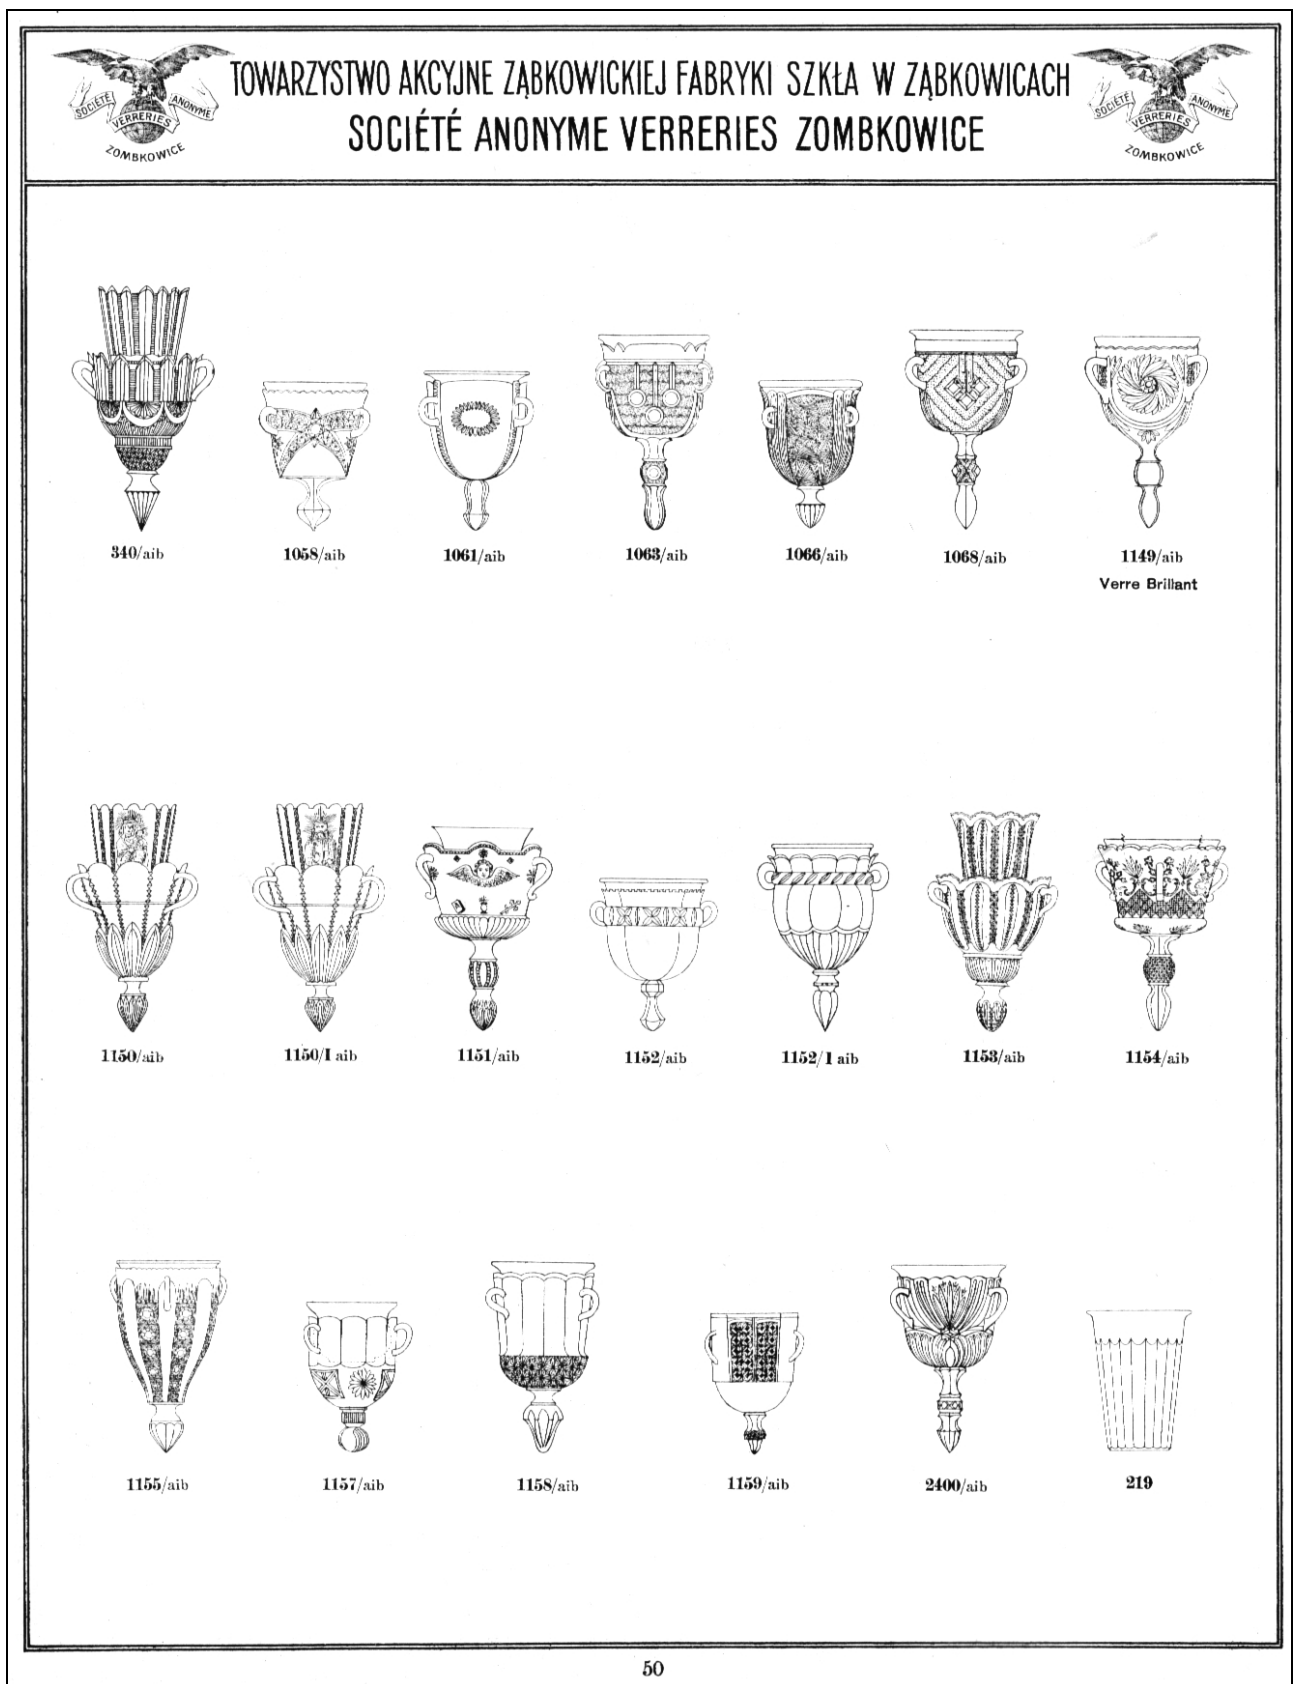 SOCIÉTÉ ANONYME
VERRERIES
ZOMBKOWICE
TOWARZYSTWO AKCYJNE ZĄBKOWICKIEJ FABRYKI SZKŁA W ZĄBKOWICACH
SOCIÉTÉ ANONYME VERRERIES ZOMBKOWICE
SOCIÉTÉ ANONYME
VERRERIES
ZOMBKOWICE
340/aib 1058/aib 1061/aib 1063/aib 1066/aib 1068/aib 1149/aib
Verre Brillant
1150/aib 1150/I aib 1151/aib 1152/aib 1152/I aib 1153/aib 1154/aib
1155/aib 1157/aib 1158/aib 1159/aib 2400/aib 219
50